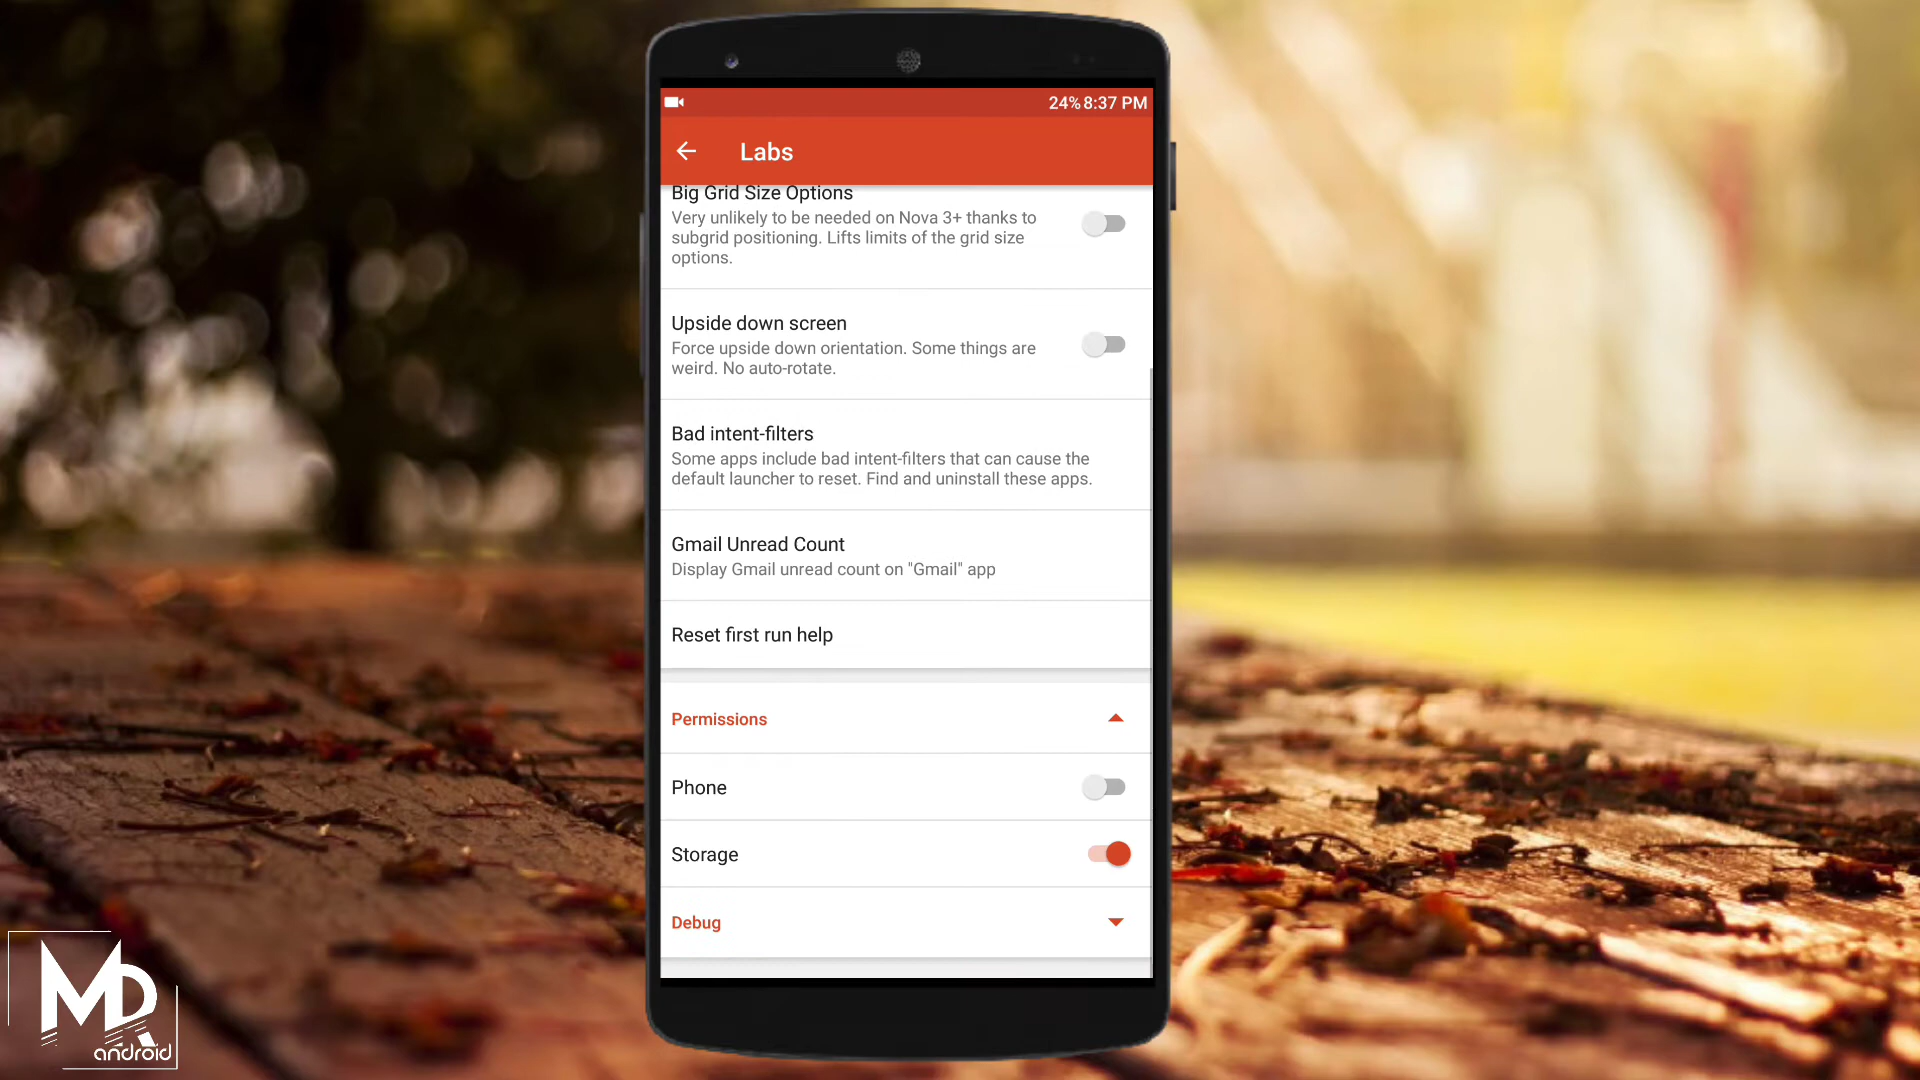 24% 8:37 PM
Labs
Big Grid Size Options
Very unlikely to be needed on Nova 3+ thanks to
subgrid positioning. Lifts limits of the grid size
options.
Upside down screen
Force upside down orientation. Some things are
weird. No auto-rotate.
Bad intent-filters
Some apps include bad intent-filters that can cause the
default launcher to reset. Find and uninstall these apps.
Gmail Unread Count
Display Gmail unread count on "Gmail" app
Reset first run help
Permissions
Phone
Storage
Debug
MR
android